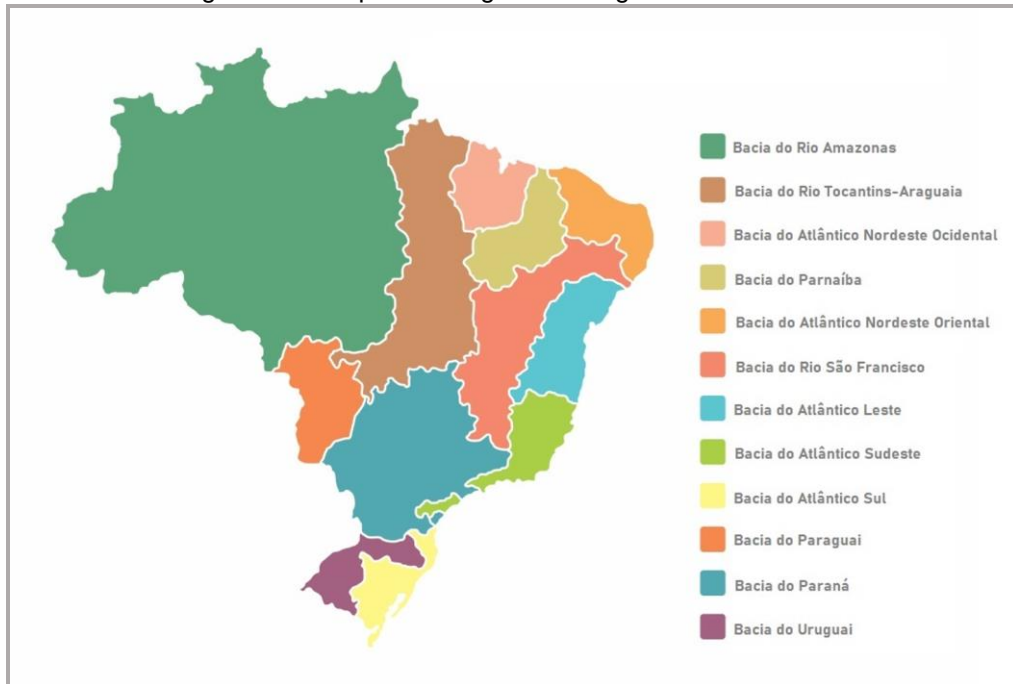 Bacia do Rio Amazonas
Bacia do Rio Tocantins-Araguaia
Bacia do Atlântico Nordeste Ocidental
Bacia do Parnaíba
Bacia do Atlântico Nordeste Oriental
Bacia do Rio São Francisco
Bacia do Atlântico Leste
Bacia do Atlântico Sudeste
Bacia do Atlântico Sul
Bacia do Paraguai
Bacia do Paraná
Bacia do Uruguai